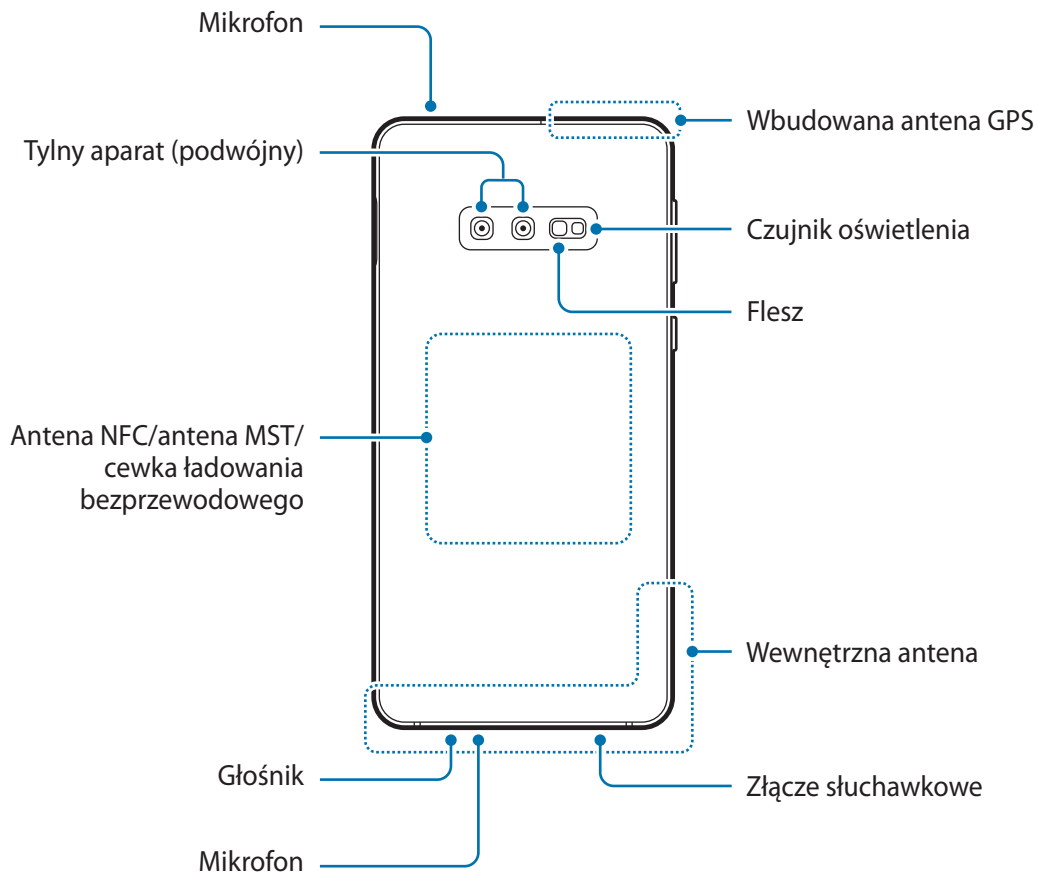 Mikrofon
Wbudowana antena GPS
Tylny aparat (podwójny)
Czujnik oświetlenia
Flesz
Antena NFC/antena MST/
cewka ładowania
bezprzewodowego
Wewnętrzna antena
Głośnik
Złącze słuchawkowe
Mikrofon